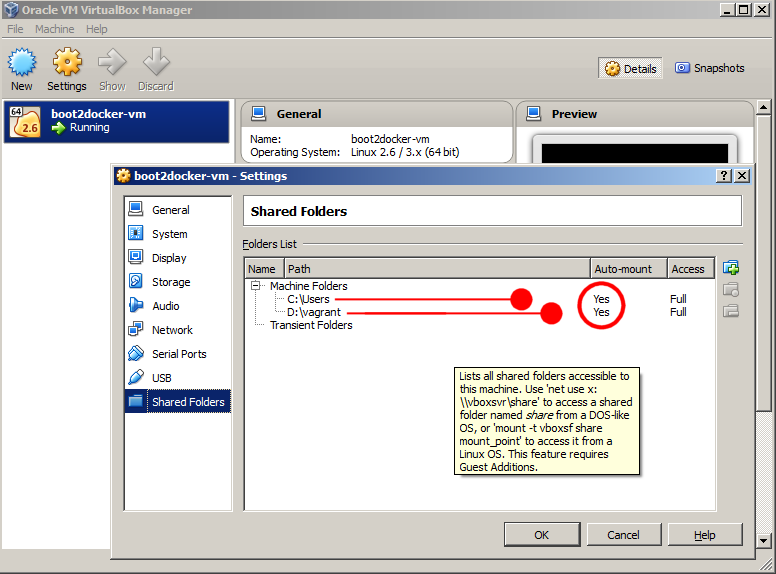 Oracle VM VirtualBox Manager
File Machine Help
New Settings Show Discard
Details Snapshots
64
2.6
boot2docker-vm
Running
General
Name: boot2docker-vm
Operating System: Linux 2.6 / 3.x (64 bit)
Preview
boot2docker-vm - Settings
General
System
Display
Storage
Audio
Network
Serial Ports
USB
Shared Folders
Shared Folders
Folders List
Name Path Auto-mount Access
Machine Folders
C:\Users Yes Full
D:\vagrant Yes Full
Transient Folders
Lists all shared folders accessible to
this machine. Use 'net use x:
\\vboxsvr\share' to access a shared
folder named share from a DOS-like
OS, or 'mount -t vboxsf share
mount_point' to access it from a
Linux OS. This feature requires
Guest Additions.
OK Cancel Help